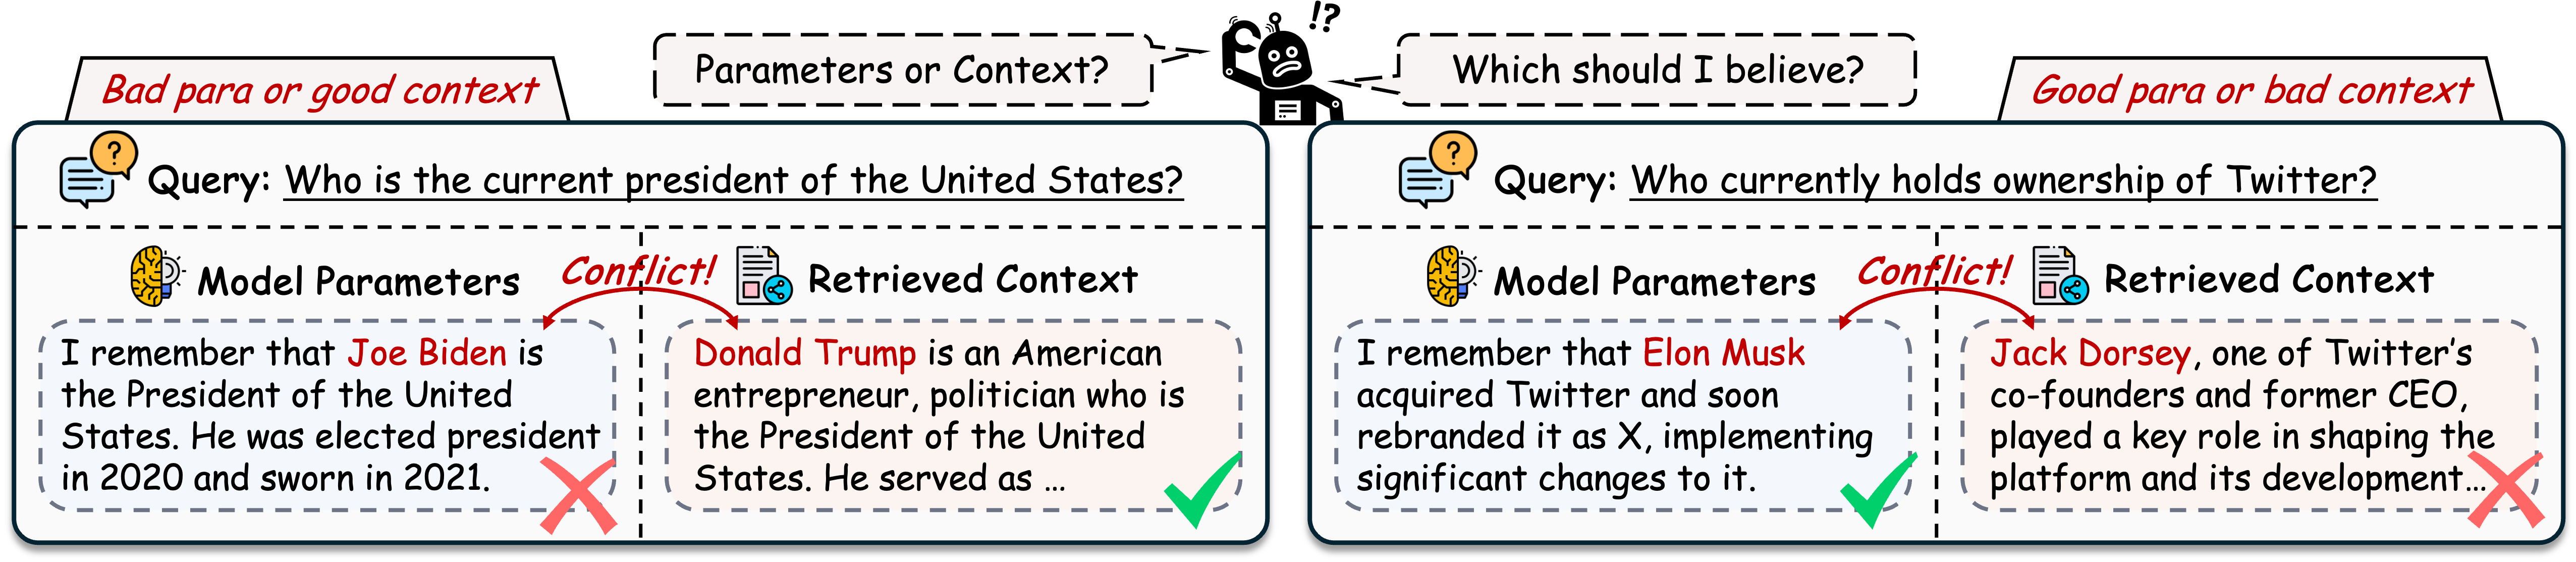 !?
Parameters or Context?
Which should I believe?
Bad para or good context
Query: Who is the current president of the United States?
Model Parameters
Conflict!
Retrieved Context
I remember that Joe Biden is
the President of the United
States. He was elected president
in 2020 and sworn in 2021.
Donald Trump is an American
entrepreneur, politician who is
the President of the United
States. He served as ...
Good para or bad context
Query: Who currently holds ownership of Twitter?
Model Parameters
Conflict!
Retrieved Context
I remember that Elon Musk
acquired Twitter and soon
rebranded it as X, implementing
significant changes to it.
Jack Dorsey, one of Twitter's
co-founders and former CEO,
played a key role in shaping the
platform and its development...